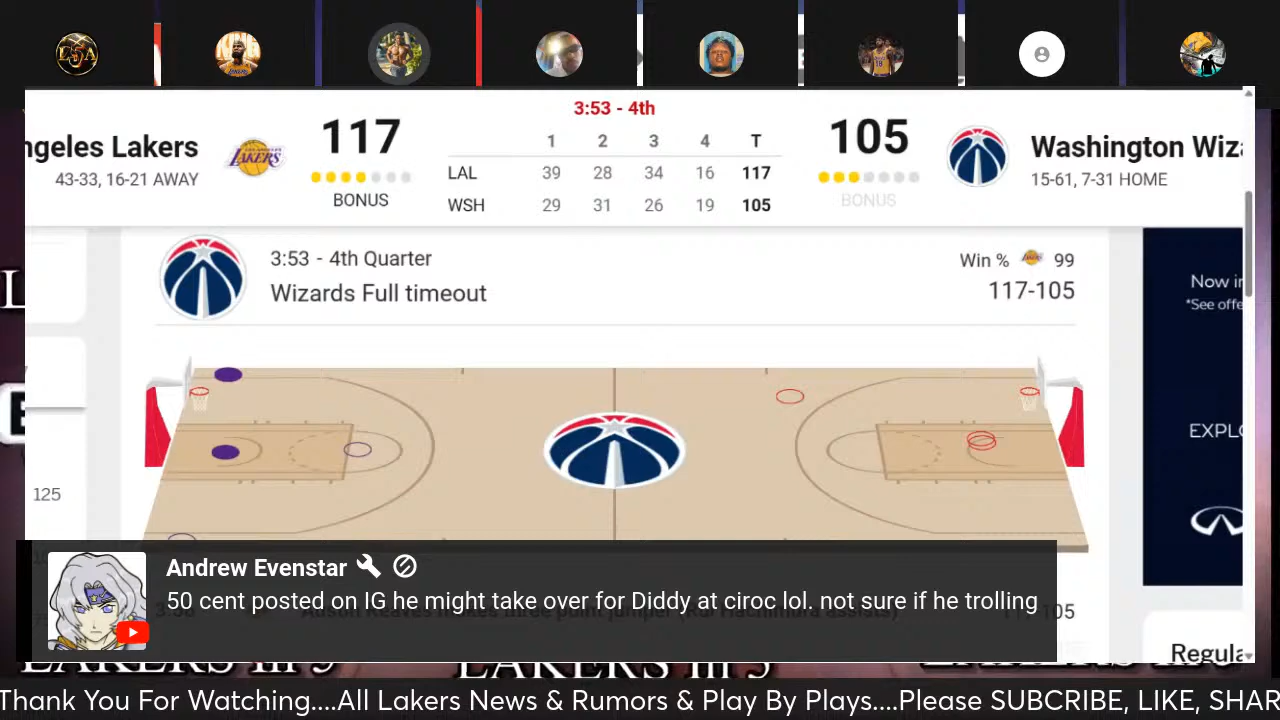 3:53 - 4th
ngeles Lakers
LAKERS
117
105
Washington Wiz
43-33, 16-21 AWAY
15-61, 7-31 HOME
BONUS
BONUS
1 2 3 4 T
LAL 39 28 34 16 117
WSH 29 31 26 19 105
3:53 - 4th Quarter
Wizards Full timeout
Win % 99
117-105
Now in
*See offe
EXPL
125
Andrew Evenstar
50 cent posted on IG he might take over for Diddy at ciroc lol. not sure if he trolling
Regula
Thank You For Watching....All Lakers News & Rumors & Play By Plays....Please SUBCRIBE, LIKE, SHAR